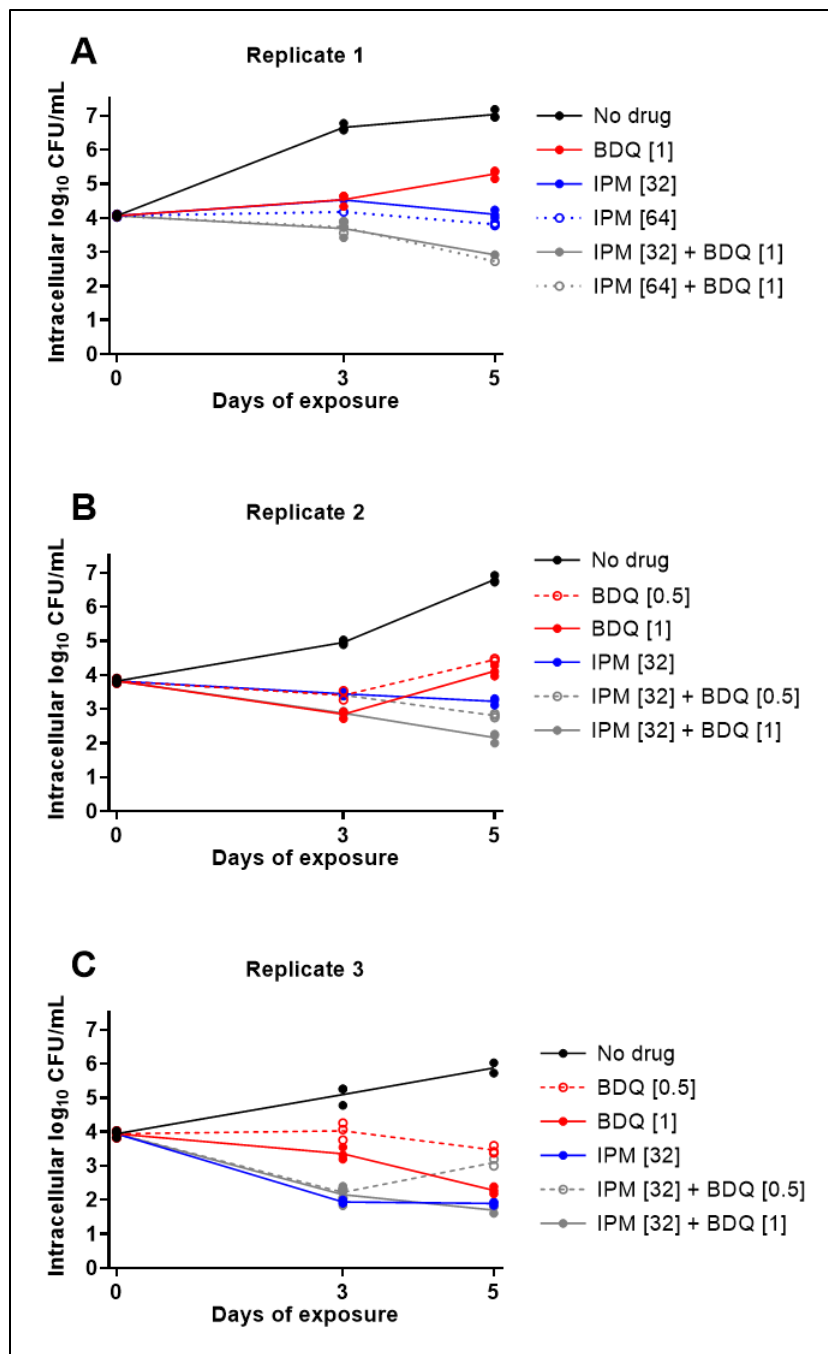 A
Replicate 1
Intracellular log₁₀ CFU/mL
7
6
5
4
3
2
1
0
0
3
5
Days of exposure
No drug
BDQ [1]
IPM [32]
IPM [64]
IPM [32] + BDQ [1]
IPM [64] + BDQ [1]
B
Replicate 2
Intracellular log₁₀ CFU/mL
7
6
5
4
3
2
1
0
0
3
5
Days of exposure
No drug
BDQ [0.5]
BDQ [1]
IPM [32]
IPM [32] + BDQ [0.5]
IPM [32] + BDQ [1]
C
Replicate 3
Intracellular log₁₀ CFU/mL
7
6
5
4
3
2
1
0
0
3
5
Days of exposure
No drug
BDQ [0.5]
BDQ [1]
IPM [32]
IPM [32] + BDQ [0.5]
IPM [32] + BDQ [1]